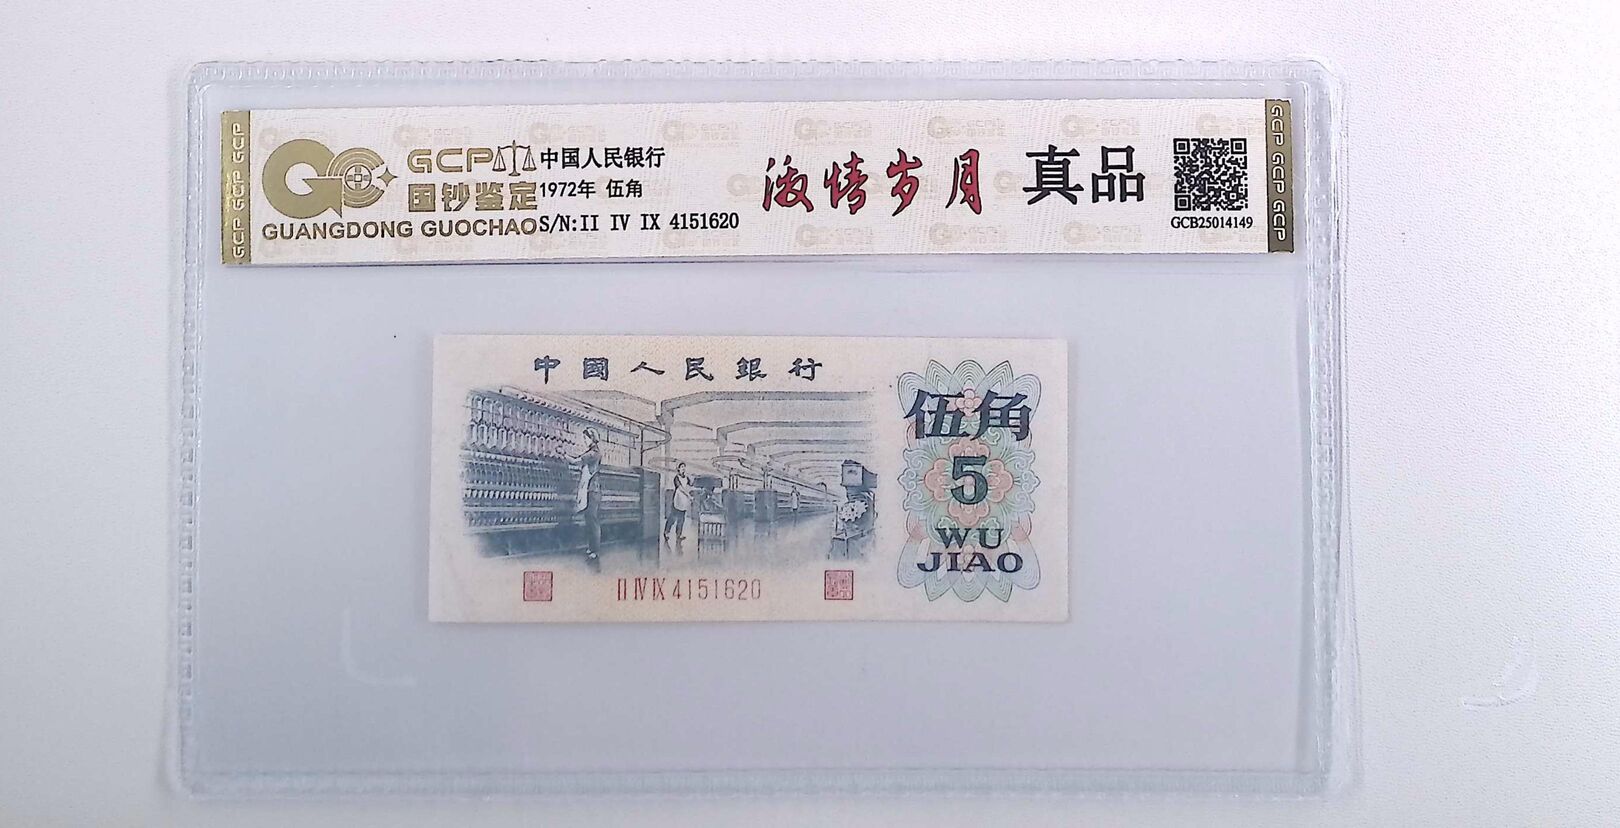 GCP GCP GCP
GCP
国钞鉴定
GUANGDONG GUOCHAO
中国人民银行
1972年 伍角
S/N:II IV IX 4151620
激情岁月
真品
GCB25014149
GCP GCP GCP
中國人民銀行
伍角
5
WU
JIAO
II IV IX 4151620